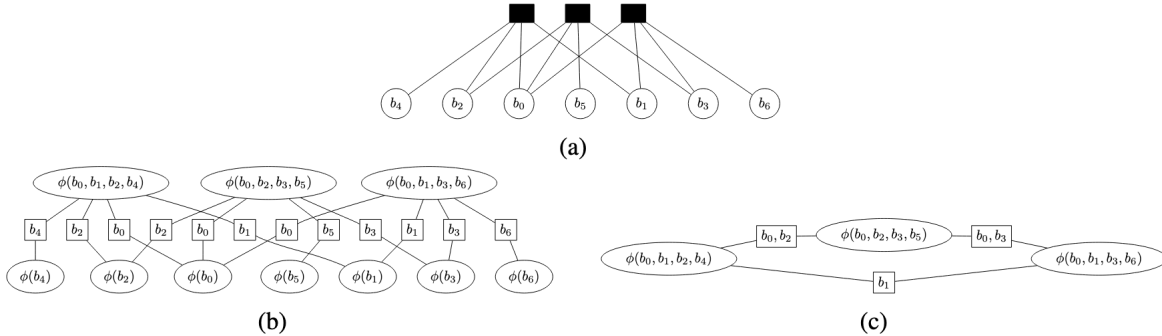 b₄ b₂ b₀ b₅ b₁ b₃ b₆
(a)
ϕ(b₀, b₁, b₂, b₄) ϕ(b₀, b₂, b₃, b₅) ϕ(b₀, b₁, b₃, b₆)
b₄ b₂ b₀ b₂ b₀ b₁ b₀ b₅ b₃ b₁ b₃ b₆
ϕ(b₄) ϕ(b₂) ϕ(b₀) ϕ(b₅) ϕ(b₁) ϕ(b₃) ϕ(b₆)
(b)
b₀, b₂ ϕ(b₀, b₂, b₃, b₅) b₀, b₃
ϕ(b₀, b₁, b₂, b₄) ϕ(b₀, b₁, b₃, b₆)
b₁
(c)